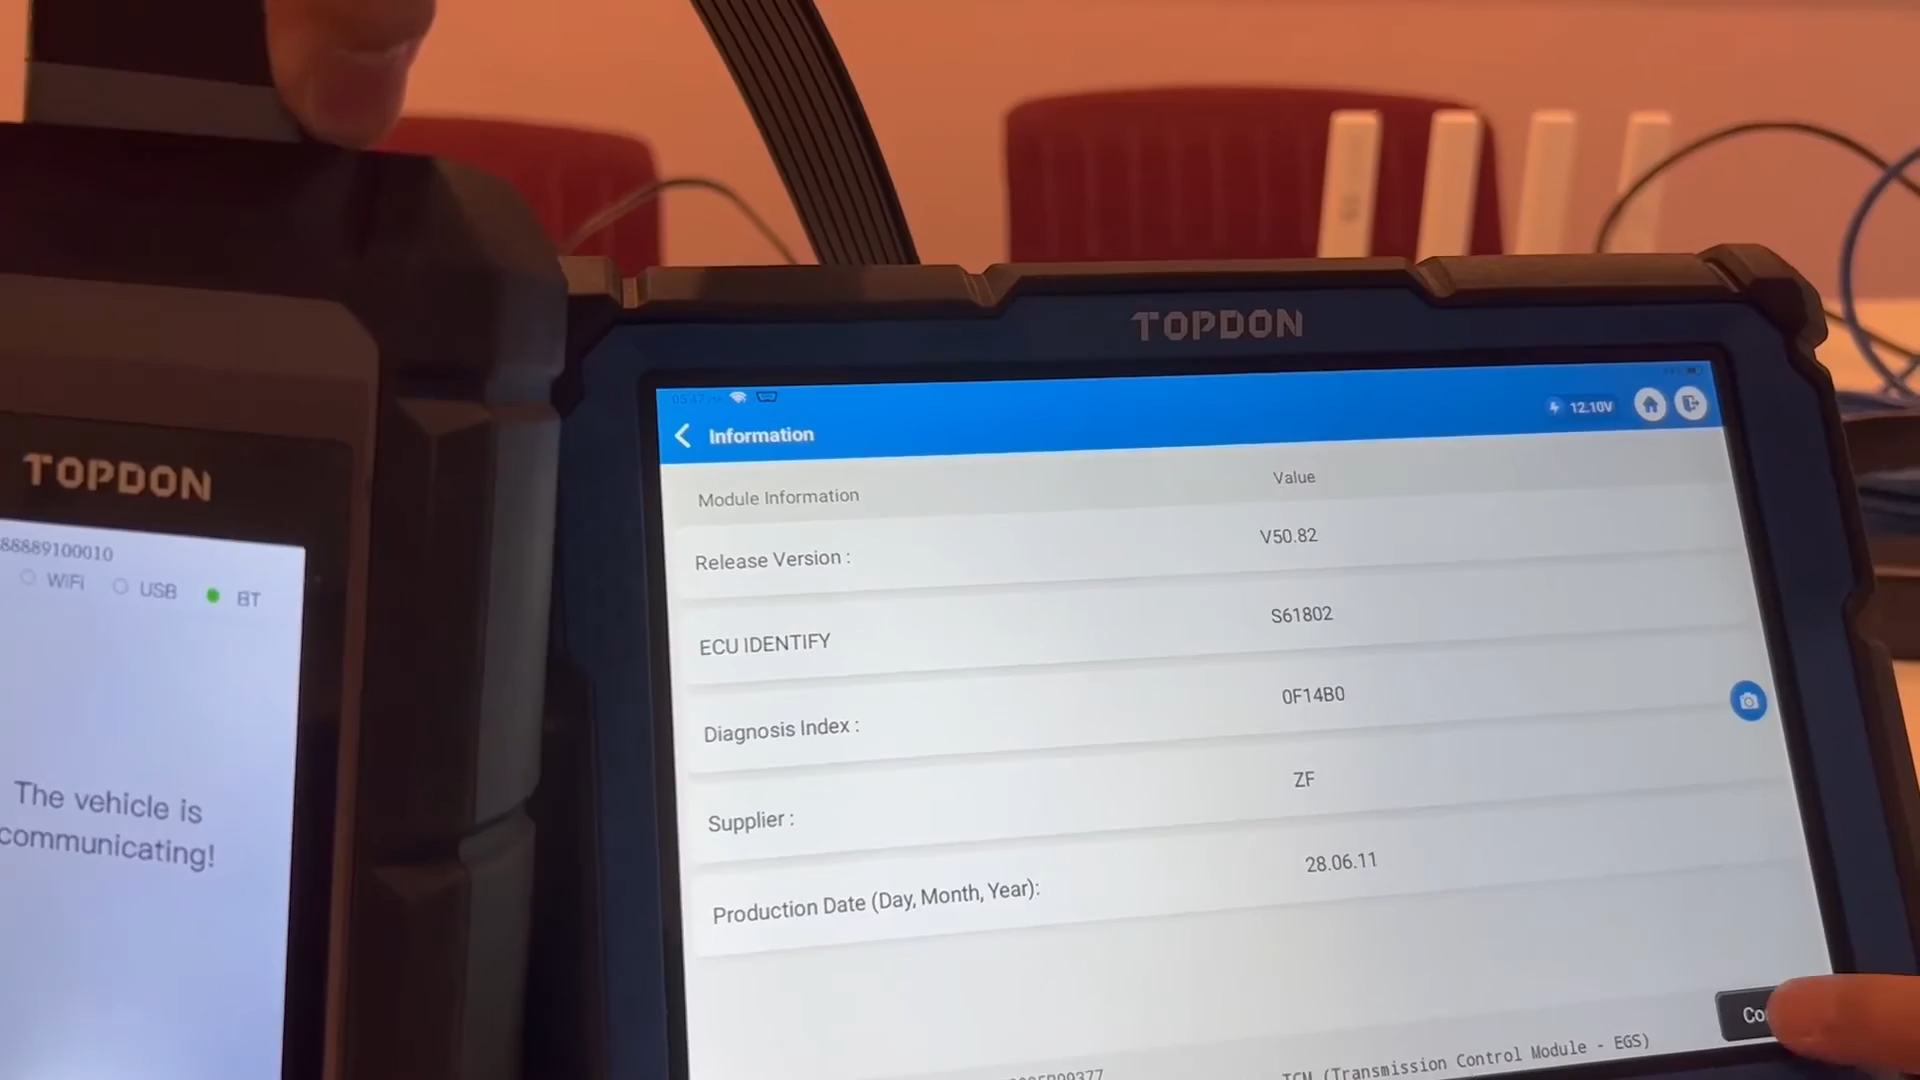 TOPDON
88889100010
WiFi USB BT
The vehicle is
communicating!
TOPDON
12.10V
Information
Module Information Value
Release Version : V50.82
ECU IDENTIFY S61802
Diagnosis Index : 0F14B0
Supplier : ZF
Production Date (Day, Month, Year): 28.06.11
TCM (Transmission Control Module - EGS)